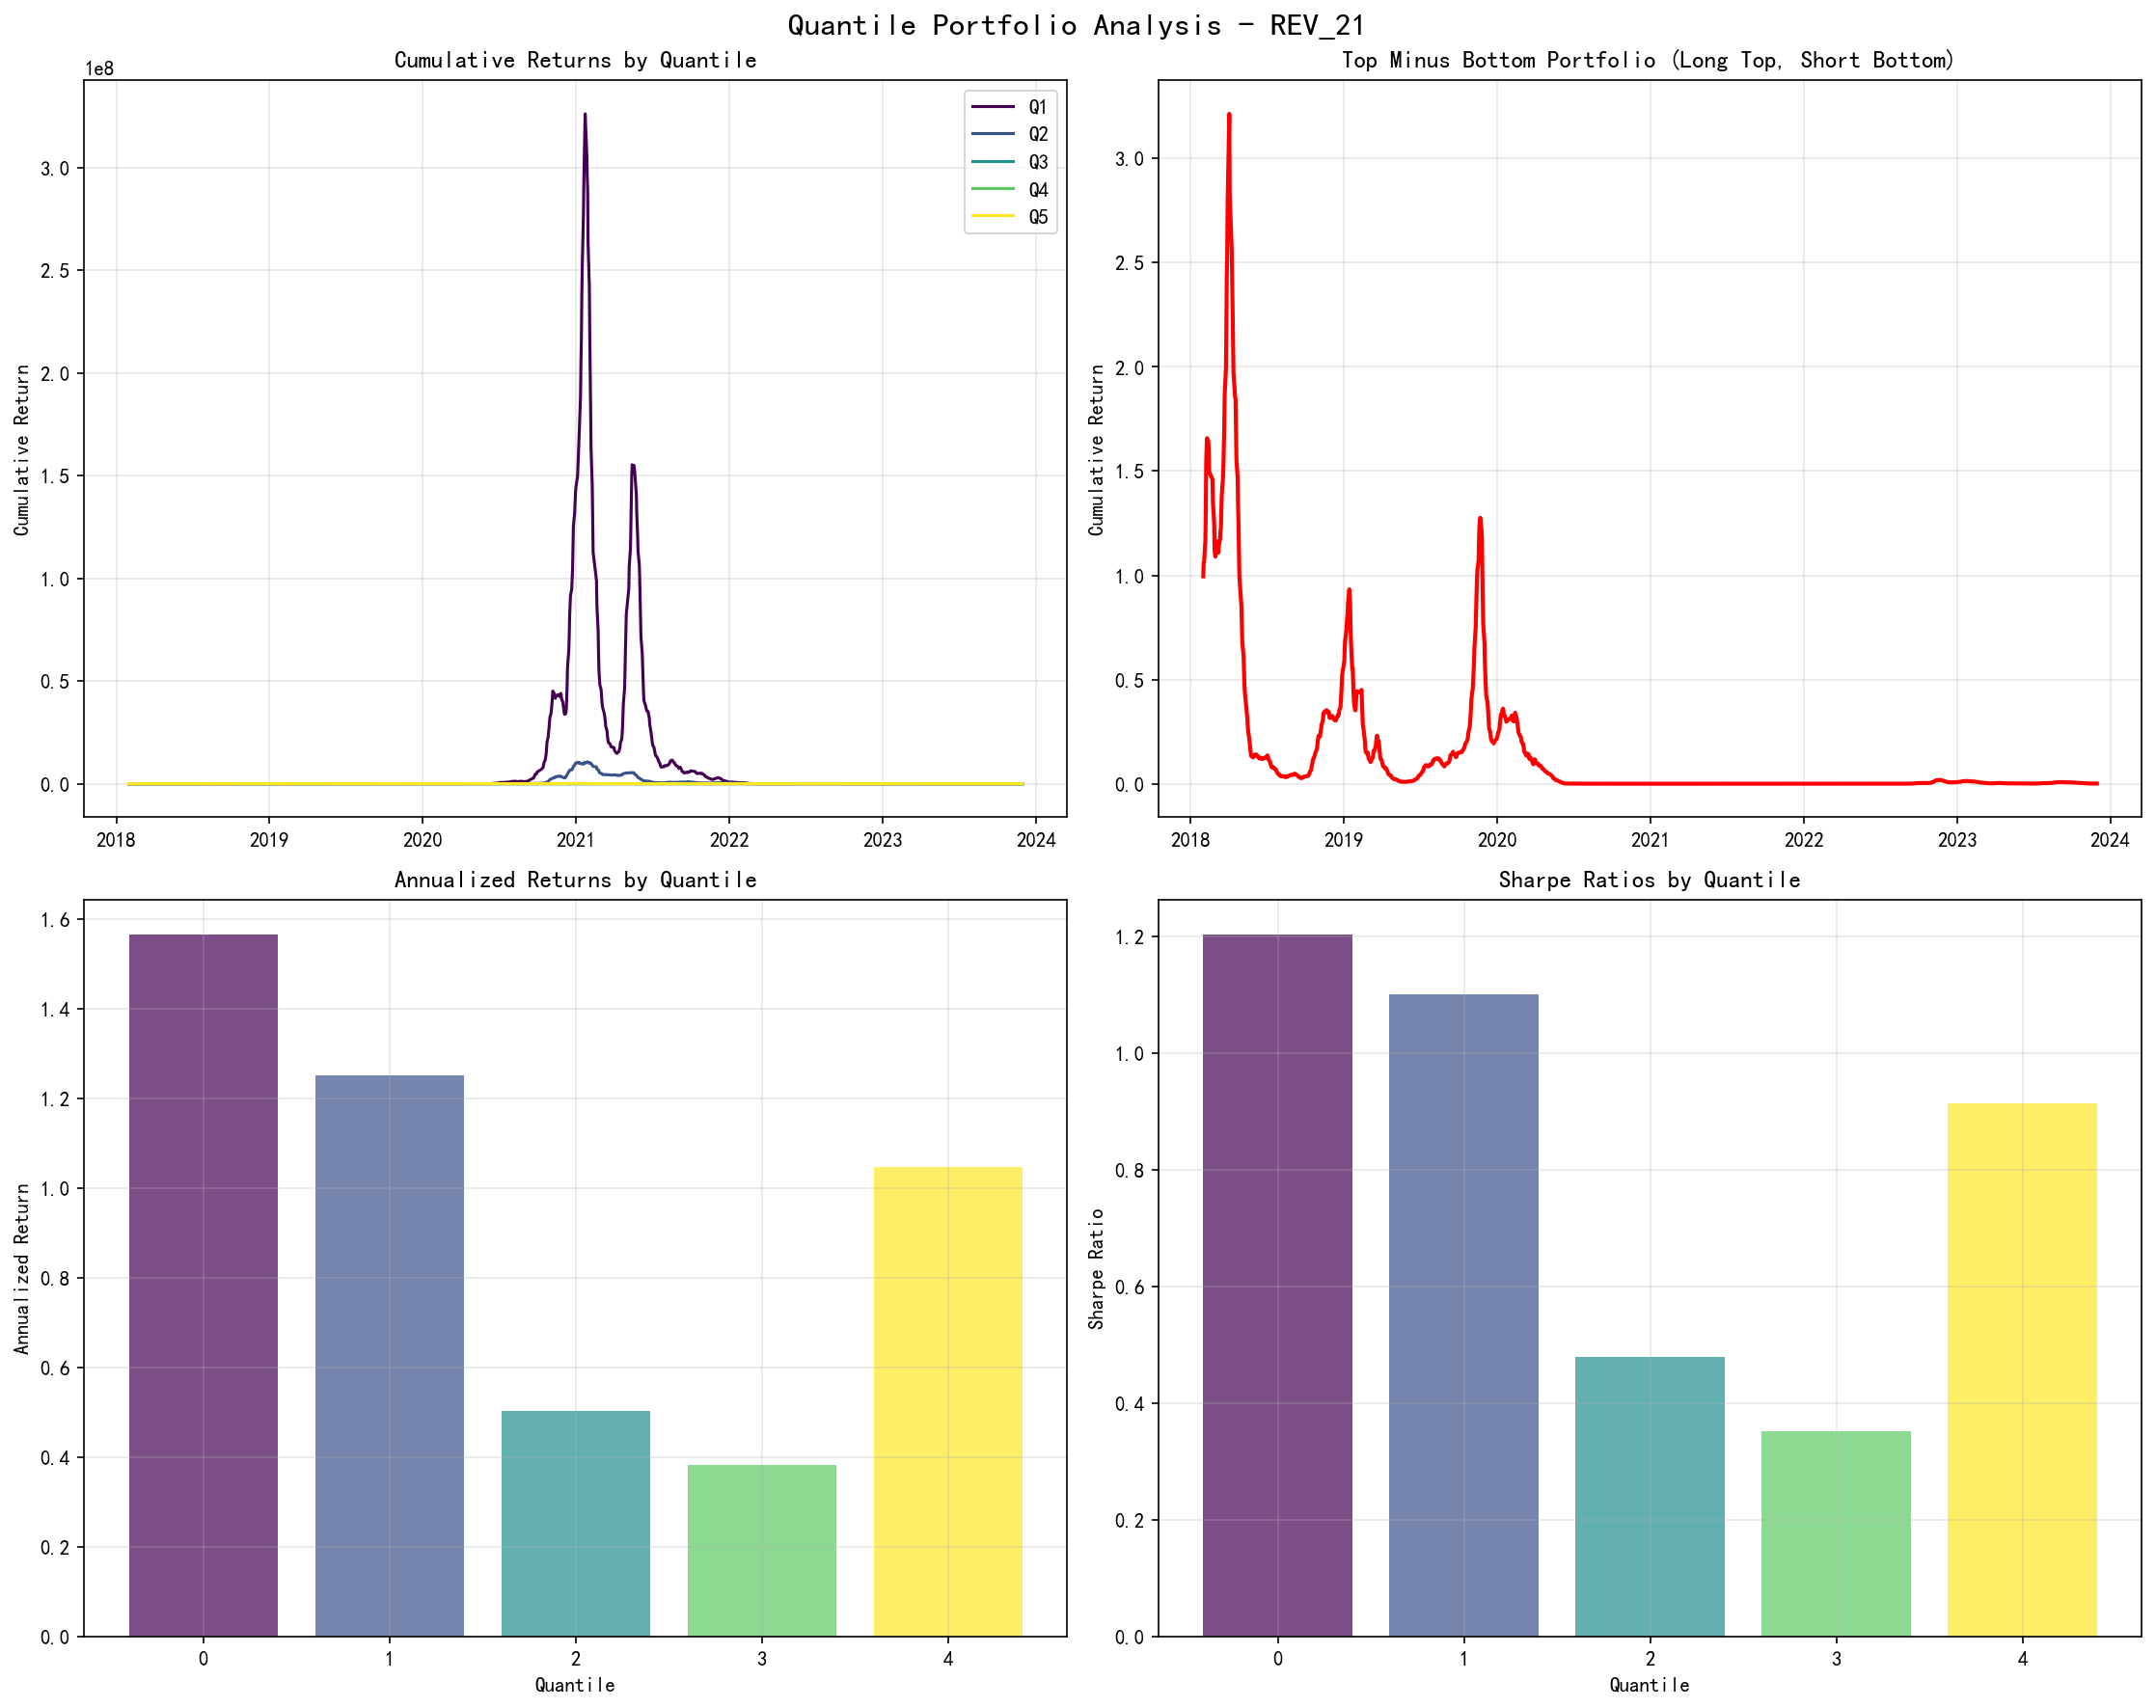 Quantile Portfolio Analysis - REV_21
Cumulative Returns by Quantile
1e8
Cumulative Return
3.0
2.5
2.0
1.5
1.0
0.5
0.0
2018 2019 2020 2021 2022 2023 2024
Q1
Q2
Q3
Q4
Q5
Top Minus Bottom Portfolio (Long Top, Short Bottom)
Cumulative Return
3.0
2.5
2.0
1.5
1.0
0.5
0.0
2018 2019 2020 2021 2022 2023 2024
Annualized Returns by Quantile
Annualized Return
1.6
1.4
1.2
1.0
0.8
0.6
0.4
0.2
0.0
0 1 2 3 4
Quantile
Sharpe Ratios by Quantile
Sharpe Ratio
1.2
1.0
0.8
0.6
0.4
0.2
0.0
0 1 2 3 4
Quantile